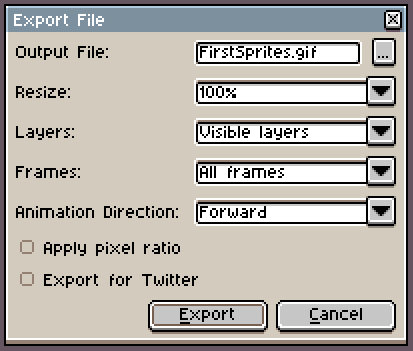 Export File
Output File: FirstSprites.gif ...
Resize: 100%
Layers: Visible layers
Frames: All frames
Animation Direction: Forward
Apply pixel ratio
Export for Twitter
Export Cancel